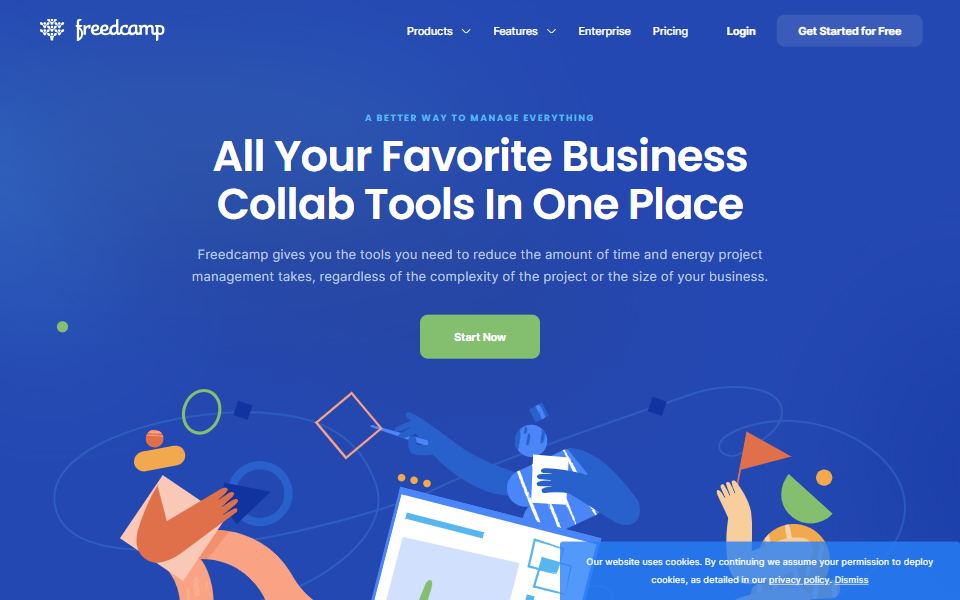 freedcamp
Products Features Enterprise Pricing Login Get Started for Free
A BETTER WAY TO MANAGE EVERYTHING
All Your Favorite Business
Collab Tools In One Place
Freedcamp gives you the tools you need to reduce the amount of time and energy project
management takes, regardless of the complexity of the project or the size of your business.
Start Now
Our website uses cookies. By continuing we assume your permission to deploy
cookies, as detailed in our privacy policy. Dismiss